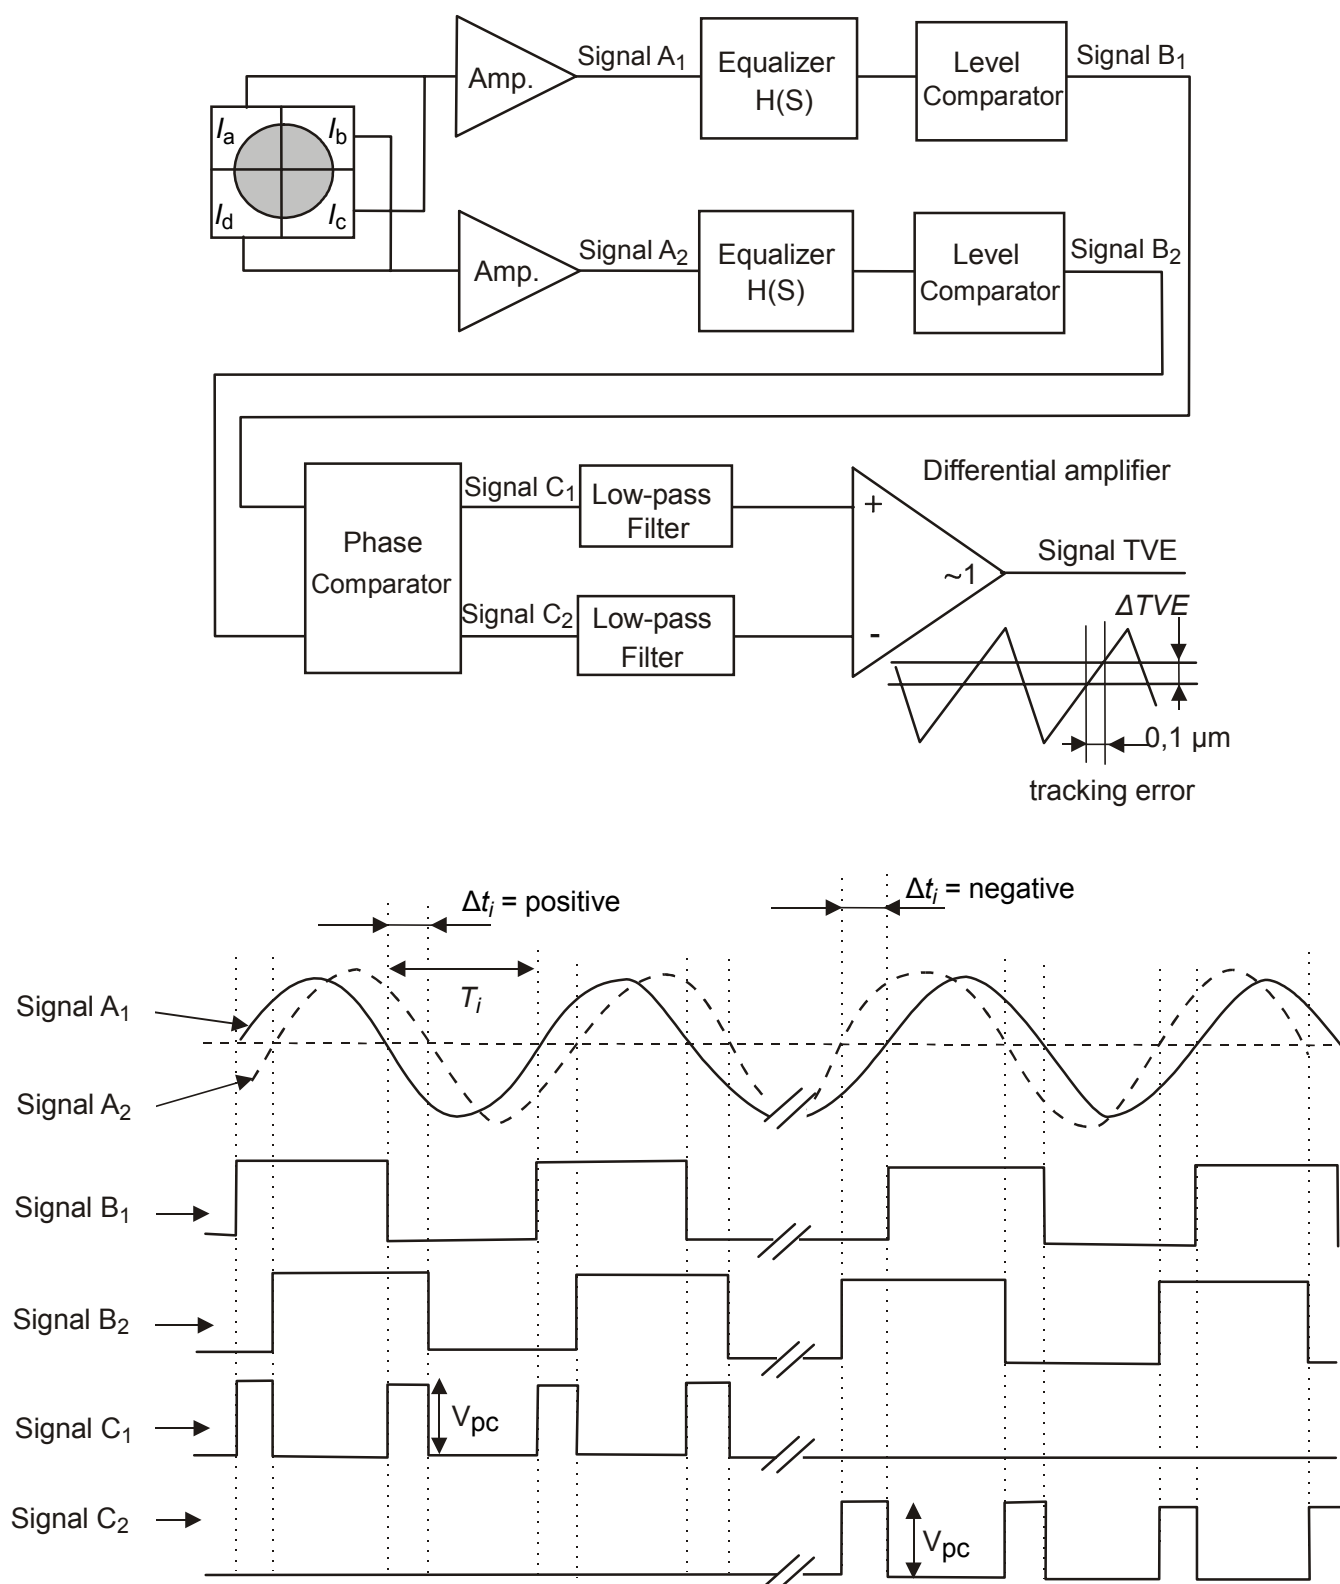 Amp.
Signal A1
Equalizer
H(S)
Level
Comparator
Signal B1
Ia
Ib
Id
Ic
Amp.
Signal A2
Equalizer
H(S)
Level
Comparator
Signal B2
Phase
Comparator
Signal C1
Low-pass
Filter
Signal C2
Low-pass
Filter
Differential amplifier
+
-
~1
Signal TVE
ΔTVE
0,1 µm
tracking error
Δti = positive
Δti = negative
Ti
Signal A1
Signal A2
Signal B1
Signal B2
Signal C1
Vpc
Signal C2
Vpc